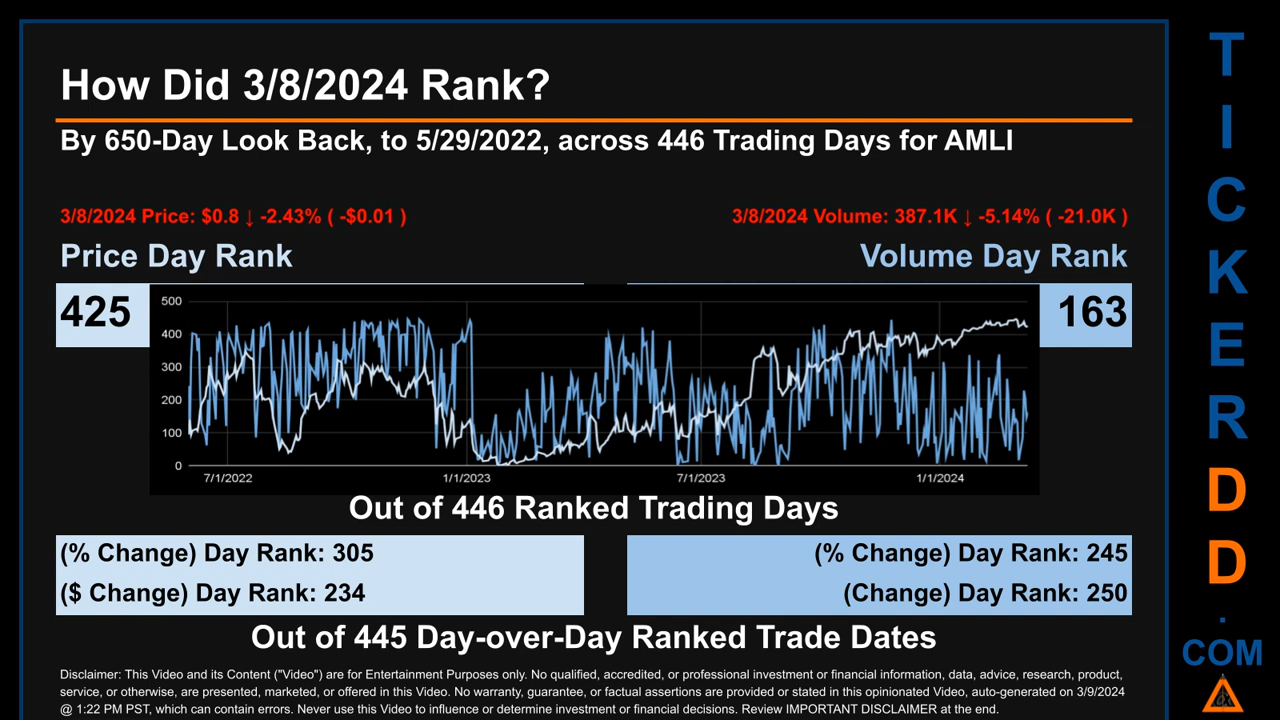 How Did 3/8/2024 Rank?
By 650-Day Look Back, to 5/29/2022, across 446 Trading Days for AMLI
3/8/2024 Price: $0.8 ↓ -2.43% ( -$0.01 )
3/8/2024 Volume: 387.1K ↓ -5.14% ( -21.0K )
Price Day Rank
Volume Day Rank
425
163
500
400
300
200
100
0
7/1/2022
1/1/2023
7/1/2023
1/1/2024
Out of 446 Ranked Trading Days
(% Change) Day Rank: 305
($ Change) Day Rank: 234
(% Change) Day Rank: 245
(Change) Day Rank: 250
Out of 445 Day-over-Day Ranked Trade Dates
Disclaimer: This Video and its Content ("Video") are for Entertainment Purposes only. No qualified, accredited, or professional investment or financial information, data, advice, research, product,
service, or otherwise, are presented, marketed, or offered in this Video. No warranty, guarantee, or factual assertions are provided or stated in this opinionated Video, auto-generated on 3/9/2024
@ 1:22 PM PST, which can contain errors. Never use this Video to influence or determine investment or financial decisions. Review IMPORTANT DISCLAIMER at the end.
T
I
C
K
E
R
D
D
.
COM